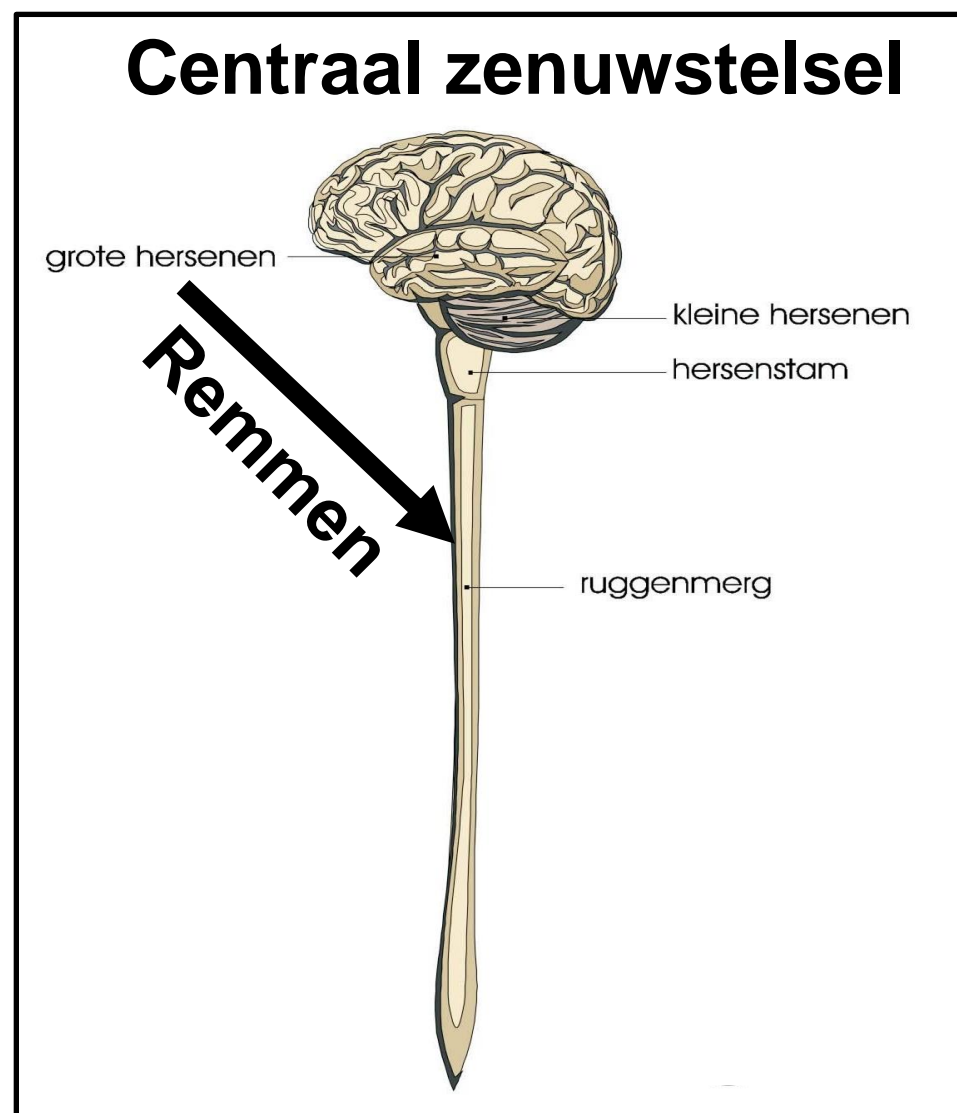 Centraal zenuwstelsel
grote hersenen
kleine hersenen
hersenstam
Remmen
ruggenmerg